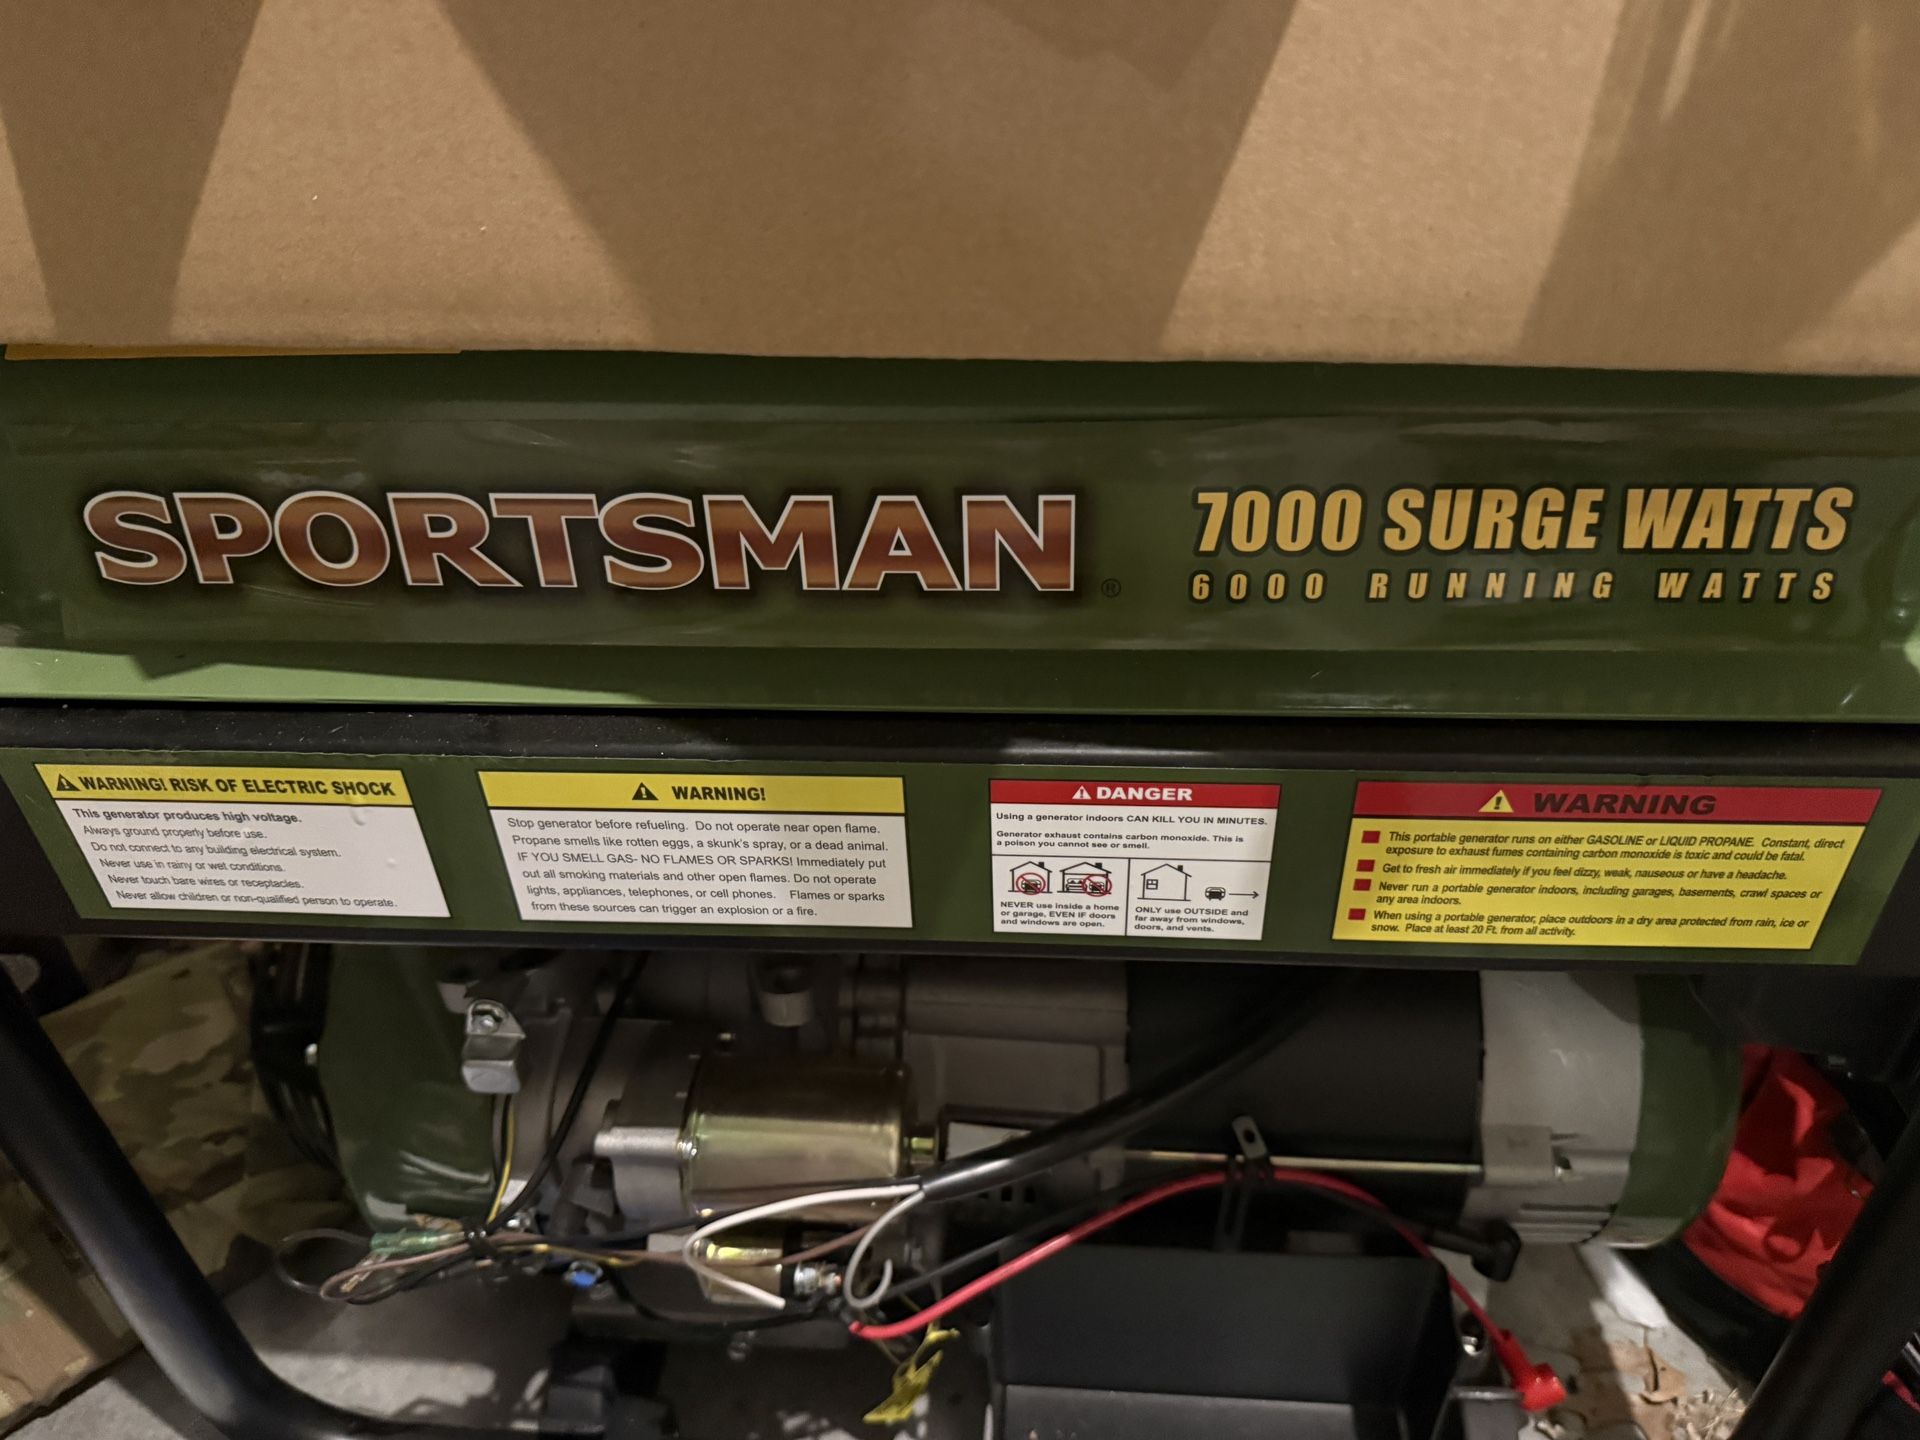 SPORTSMAN ®
7000 SURGE WATTS
6000 RUNNING WATTS
WARNING! RISK OF ELECTRIC SHOCK
This generator produces high voltage.
Always ground properly before use.
Do not connect to any building electrical system.
Never use in rainy or wet conditions.
Never touch bare wires or receptacles.
Never allow children or non-qualified person to operate.
WARNING!
Stop generator before refueling. Do not operate near open flame.
Propane smells like rotten eggs, a skunk's spray, or a dead animal.
IF YOU SMELL GAS- NO FLAMES OR SPARKS! Immediately put
out all smoking materials and other open flames. Do not operate
lights, appliances, telephones, or cell phones. Flames or sparks
from these sources can trigger an explosion or a fire.
DANGER
Using a generator indoors CAN KILL YOU IN MINUTES.
Generator exhaust contains carbon monoxide. This is
a poison you cannot see or smell.
NEVER use inside a home
or garage, EVEN IF doors
and windows are open.
ONLY use OUTSIDE and
far away from windows,
doors, and vents.
WARNING
This portable generator runs on either GASOLINE or LIQUID PROPANE. Constant, direct
exposure to exhaust fumes containing carbon monoxide is toxic and could be fatal.
Get to fresh air immediately if you feel dizzy, weak, nauseous or have a headache.
Never run a portable generator indoors, including garages, basements, crawl spaces or
any area indoors.
When using a portable generator, place outdoors in a dry area protected from rain, ice or
snow. Place at least 20 Ft. from all activity.